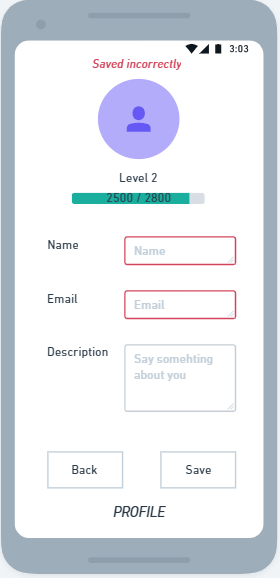 3:03
Saved incorrectly
Level 2
2500 / 2800
Name
Name
Email
Email
Description
Say somehting
about you
Back
Save
PROFILE